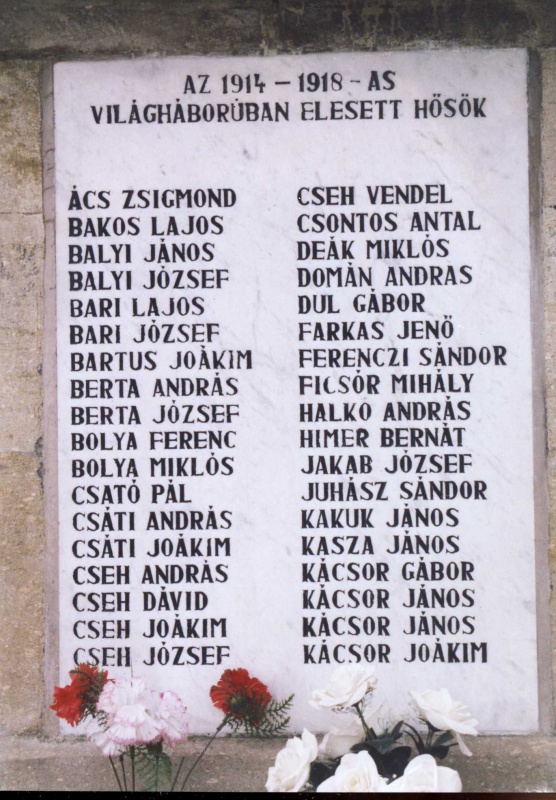 AZ 1914 – 1918 - AS
VILÁGHÁBORÚBAN ELESETT HŐSÖK
ÁCS ZSIGMOND
BAKOS LAJOS
BALYI JÁNOS
BALYI JÓZSEF
BARI LAJOS
BARI JÓZSEF
BARTUS JOÁKIM
BERTA ANDRÁS
BERTA JÓZSEF
BOLYA FERENC
BOLYA MIKLÓS
CSATÓ PÁL
CSÁTI ANDRÁS
CSÁTI JOÁKIM
CSEH ANDRÁS
CSEH DÁVID
CSEH JOÁKIM
CSEH JÓZSEF
CSEH VENDEL
CSONTOS ANTAL
DEÁK MIKLÓS
DOMÁN ANDRAS
DUL GÁBOR
FARKAS JENŐ
FERENCZI SÁNDOR
FICSÓR MIHÁLY
HALKO ANDRÁS
HIMER BERNÁT
JAKAB JÓZSEF
JUHÁSZ SÁNDOR
KAKUK JÁNOS
KASZA JÁNOS
KÁCSOR GÁBOR
KÁCSOR JÁNOS
KÁCSOR JÁNOS
KÁCSOR JOÁKIM